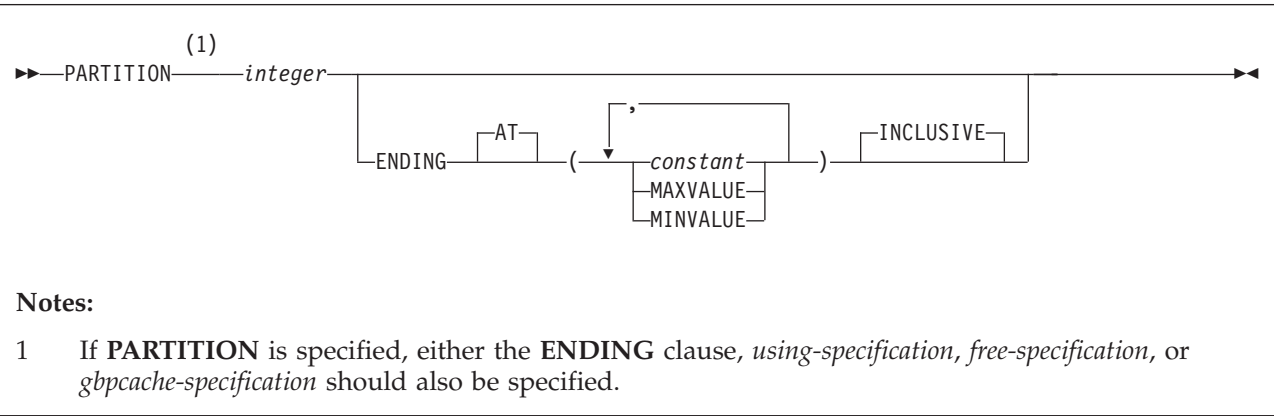 (1)
PARTITION integer
,
AT INCLUSIVE
ENDING ( constant )
MAXVALUE
MINVALUE
Notes:
1 If PARTITION is specified, either the ENDING clause, using-specification, free-specification, or
gbpcache-specification should also be specified.